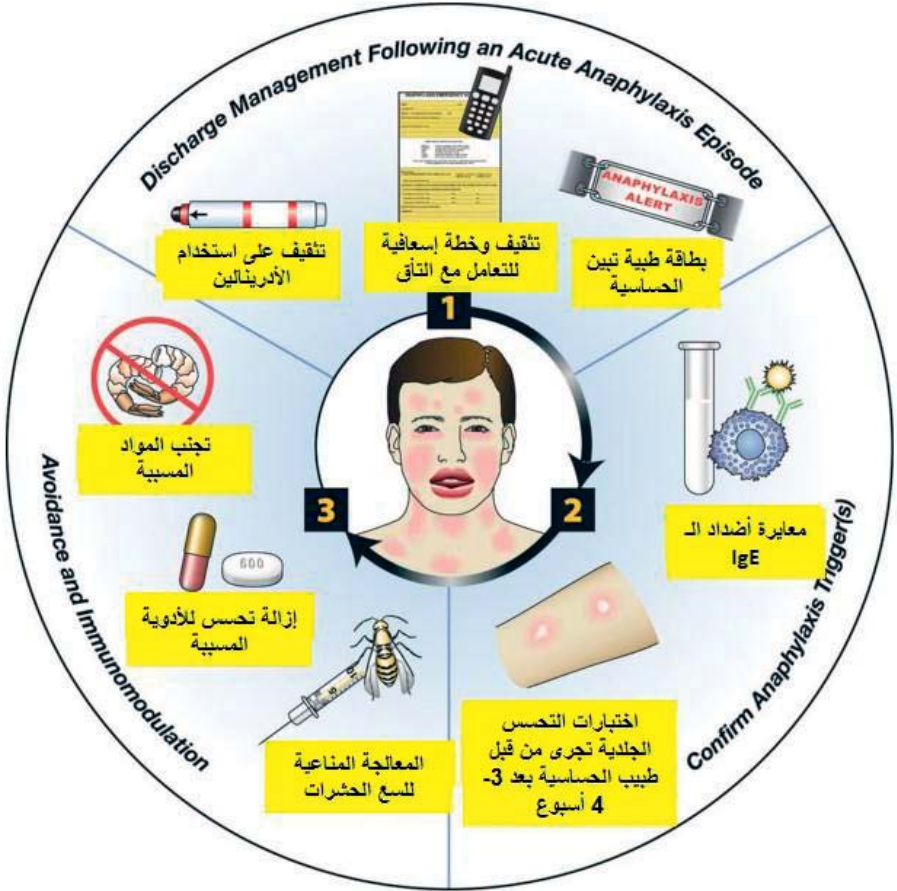 Discharge Management Following an Acute Anaphylaxis Episode
ANAPHYLAXIS
ALERT
تثقيف على استخدام
الأدرينالين
تثقيف وخطة إسعافية
للتعامل مع التأق
بطاقة طبية تبين
الحساسية
1
2
3
معايرة أضداد الـ
IgE
اختبارات التحسس
الجلدية تجرى من قبل
طبيب الحساسية بعد 3-
4 أسبوع
Confirm Anaphylaxis Trigger(s)
تجنب المواد
المسببة
600
إزالة تحسس للأدوية
المسببة
المعالجة المناعية
للسع الحشرات
Avoidance and Immunomodulation